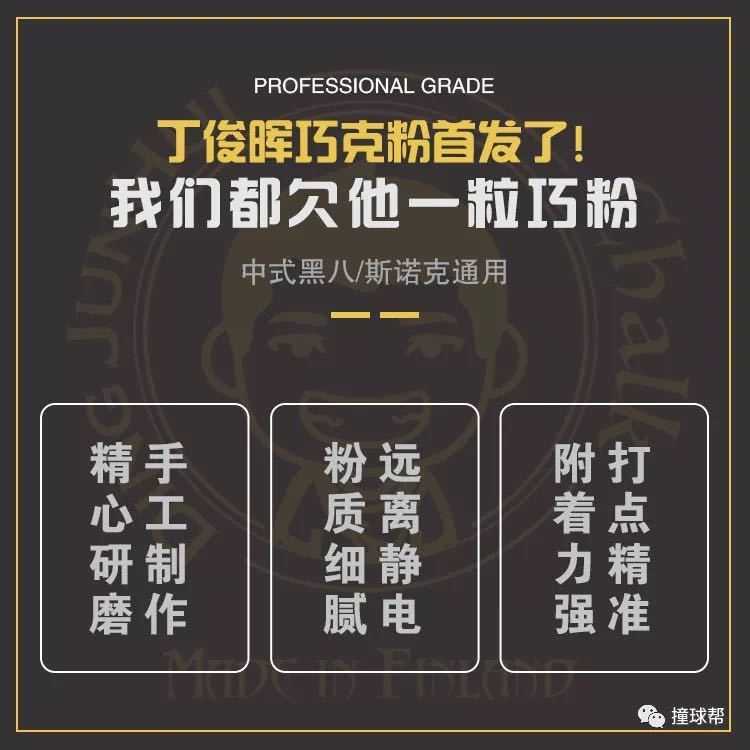 PROFESSIONAL GRADE
丁俊晖巧克粉首发了!
我们都欠他一粒巧粉
中式黑八/斯诺克通用
手工制作
精心研磨
远离静电
粉质细腻
打点精准
附着力强
DING JUNHUI Chalk
MADE IN FINLAND
撞球帮